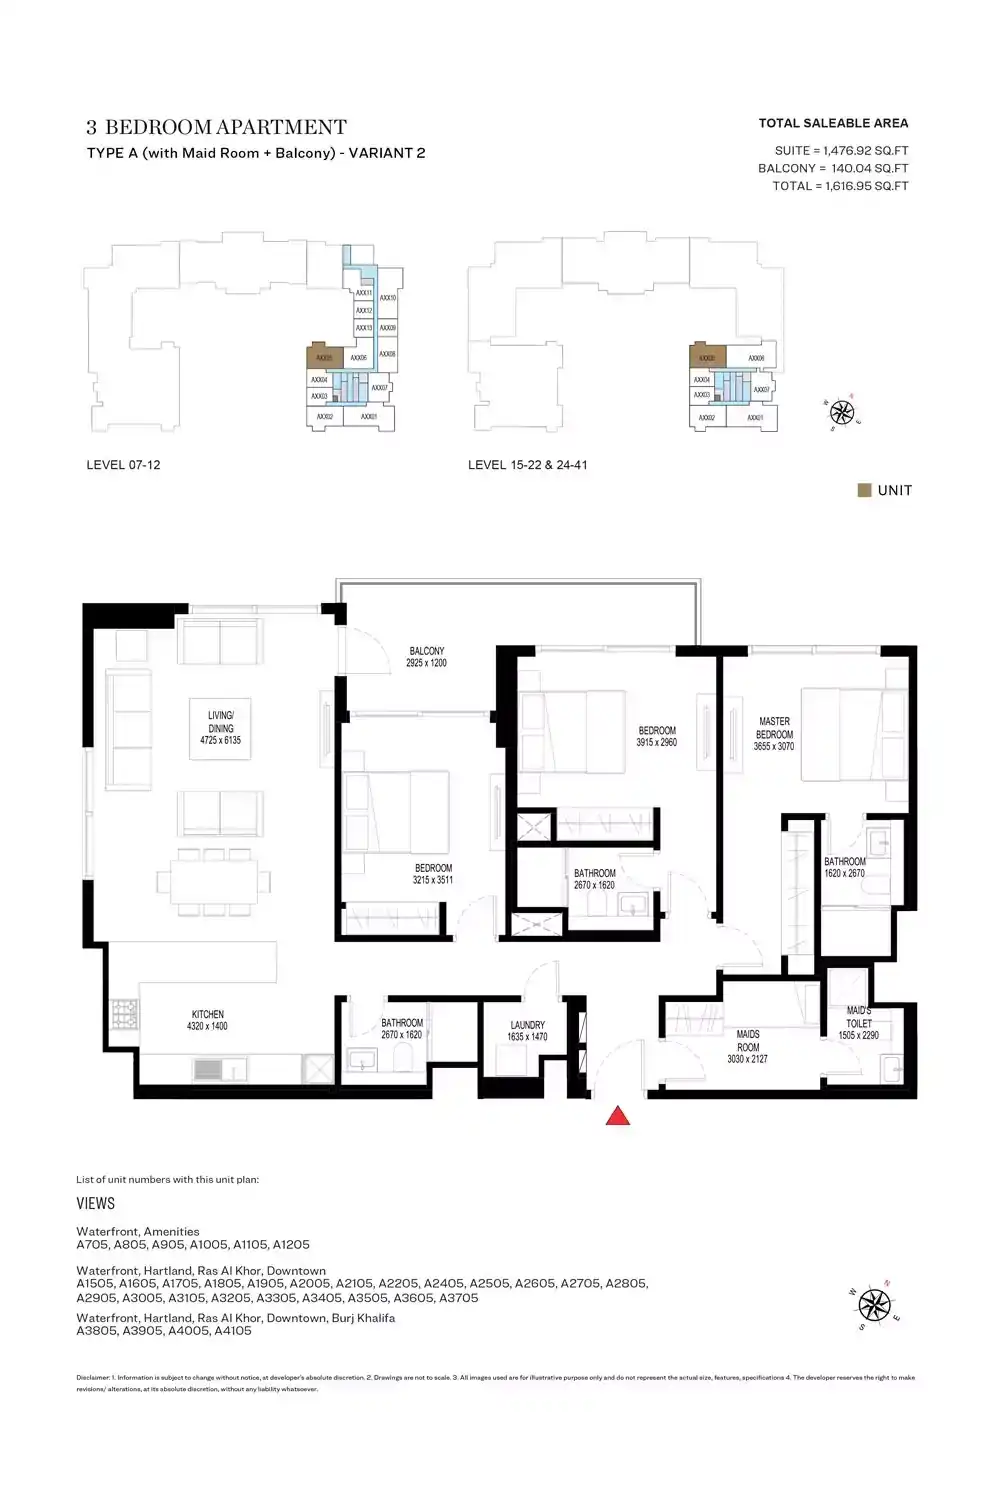 3 BEDROOM APARTMENT
TYPE A (with Maid Room + Balcony) - VARIANT 2
TOTAL SALEABLE AREA
SUITE = 1,476.92 SQ.FT
BALCONY = 140.04 SQ.FT
TOTAL = 1,616.95 SQ.FT
AXX11
AXX10
AXX12
AXX13
AXX09
AXX08
AXX05
AXX06
AXX04
AXX03
AXX07
AXX02
AXX01
LEVEL 07-12
AXX05
AXX06
AXX04
AXX03
AXX07
AXX02
AXX01
LEVEL 15-22 & 24-41
W
N
S
E
UNIT
BALCONY
2925 x 1200
LIVING/
DINING
4725 x 6135
BEDROOM
3915 x 2960
MASTER
BEDROOM
3655 x 3070
BEDROOM
3215 x 3511
BATHROOM
2670 x 1620
BATHROOM
1620 x 2670
KITCHEN
4320 x 1400
BATHROOM
2670 x 1620
LAUNDRY
1635 x 1470
MAIDS
ROOM
3030 x 2127
MAID'S
TOILET
1505 x 2290
List of unit numbers with this unit plan:
VIEWS
Waterfront, Amenities
A705, A805, A905, A1005, A1105, A1205
Waterfront, Hartland, Ras Al Khor, Downtown
A1505, A1605, A1705, A1805, A1905, A2005, A2105, A2205, A2405, A2505, A2605, A2705, A2805,
A2905, A3005, A3105, A3205, A3305, A3405, A3505, A3605, A3705
Waterfront, Hartland, Ras Al Khor, Downtown, Burj Khalifa
A3805, A3905, A4005, A4105
W
N
S
E
Disclaimer: 1. Information is subject to change without notice, at developer's absolute discretion. 2. Drawings are not to scale. 3. All images used are for illustrative purpose only and do not represent the actual size, features, specifications 4. The developer reserves the right to make
revisions/ alterations, at its absolute discretion, without any liability whatsoever.